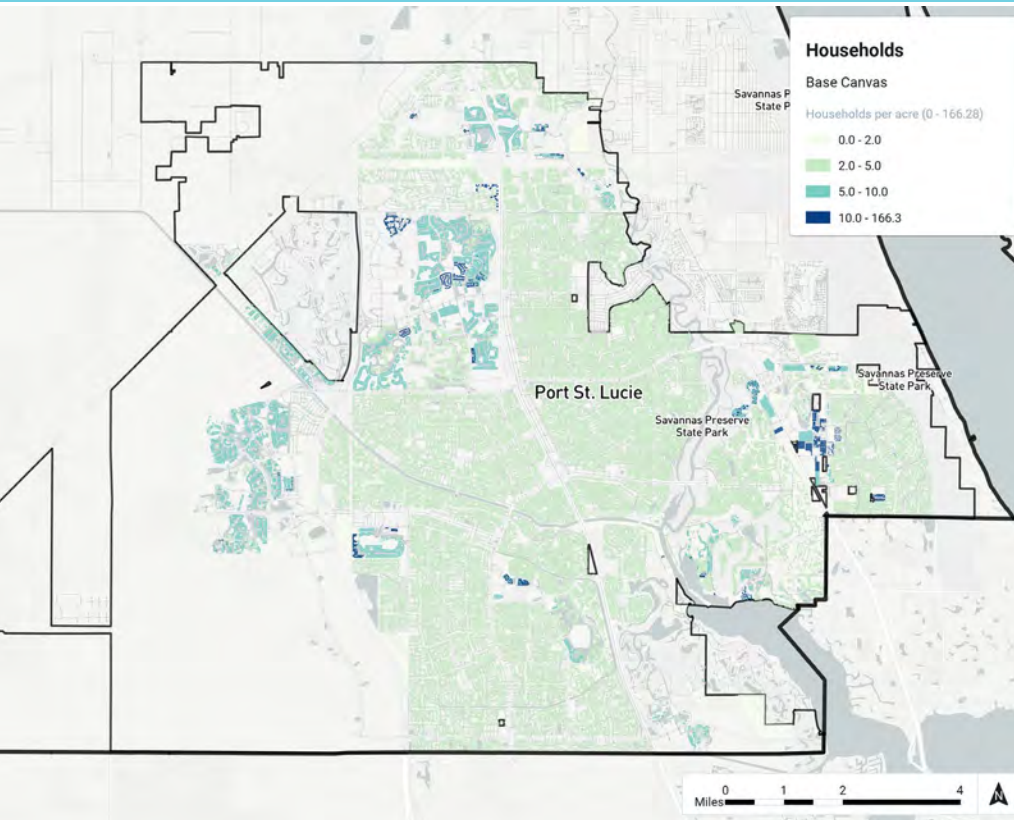 Households
Base Canvas
Households per acre (0 - 166.28)
0.0 - 2.0
2.0 - 5.0
5.0 - 10.0
10.0 - 166.3
Savannas P
State P
Port St. Lucie
Savannas Preserve
State Park
Savannas Preserve
State Park
0 1 2 4
Miles
N